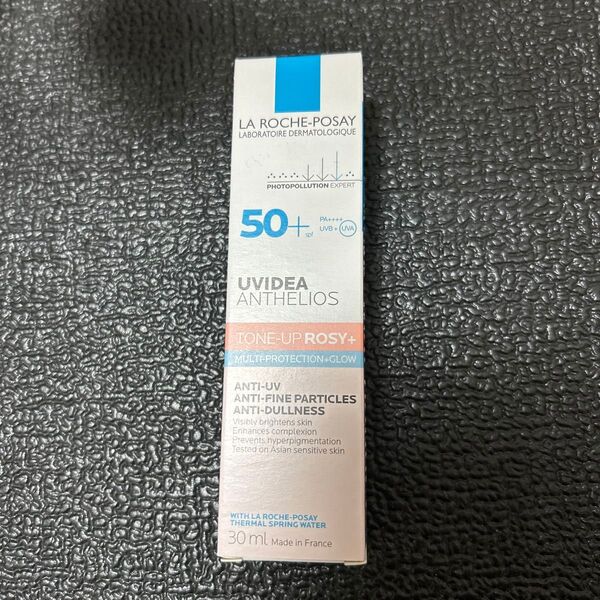 LA ROCHE-POSAY
LABORATOIRE DERMATOLOGIQUE
PHOTOPOLLUTION EXPERT
50+ spf
PA++++
UVB + UVA
UVIDEA
ANTHELIOS
TONE-UP ROSY+
MULTI-PROTECTION+GLOW
ANTI-UV
ANTI-FINE PARTICLES
ANTI-DULLNESS
Visibly brightens skin
Enhances complexion
Prevents hyperpigmentation
Tested on Asian sensitive skin
WITH LA ROCHE-POSAY
THERMAL SPRING WATER
30 ml Made in France